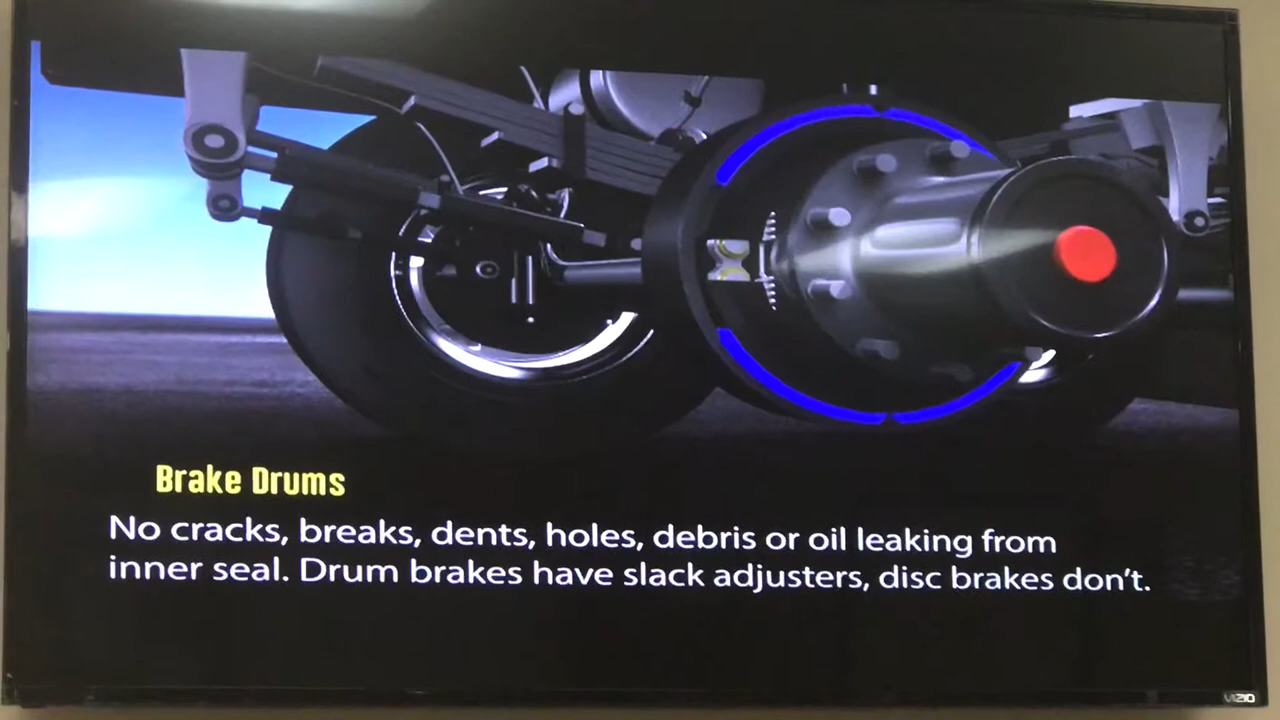 Brake Drums
No cracks, breaks, dents, holes, debris or oil leaking from
inner seal. Drum brakes have slack adjusters, disc brakes don't.
VIZIO